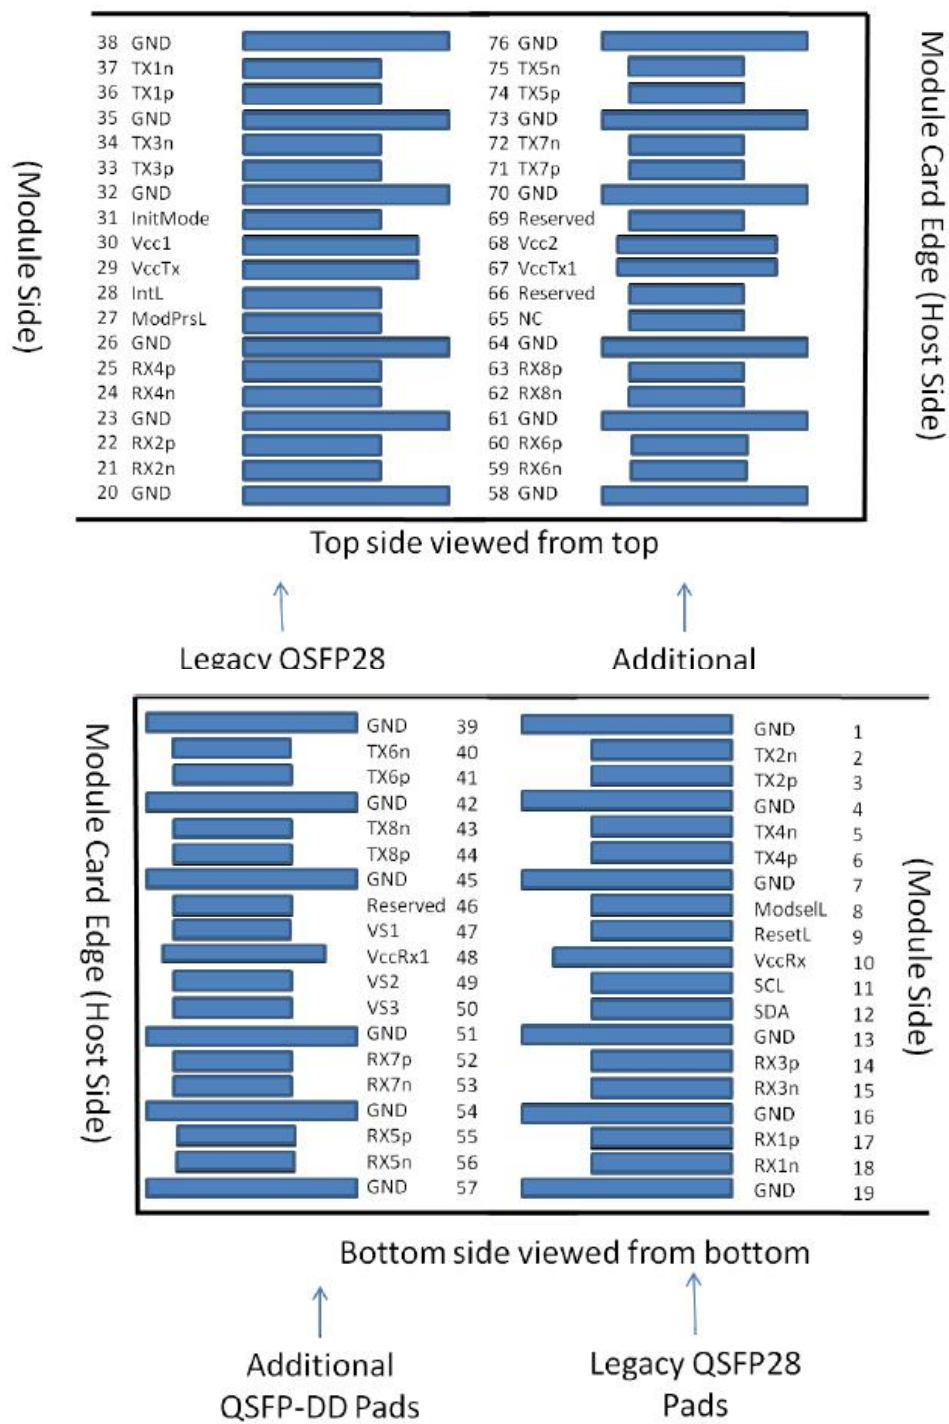 38 GND 76 GND
37 TX1n 75 TX5n
36 TX1p 74 TX5p
35 GND 73 GND
34 TX3n 72 TX7n
33 TX3p 71 TX7p
32 GND 70 GND
31 InitMode 69 Reserved
30 Vcc1 68 Vcc2
29 VccTx 67 VccTx1
28 IntL 66 Reserved
27 ModPrsL 65 NC
26 GND 64 GND
25 RX4p 63 RX8p
24 RX4n 62 RX8n
23 GND 61 GND
22 RX2p 60 RX6p
21 RX2n 59 RX6n
20 GND 58 GND
(Module Side)
Module Card Edge (Host Side)
Top side viewed from top
Legacy QSFP28 Additional
Module Card Edge (Host Side)
GND 39 GND 1
TX6n 40 TX2n 2
TX6p 41 TX2p 3
GND 42 GND 4
TX8n 43 TX4n 5
TX8p 44 TX4p 6
GND 45 GND 7
Reserved 46 ModselL 8
VS1 47 ResetL 9
VccRx1 48 VccRx 10
VS2 49 SCL 11
VS3 50 SDA 12
GND 51 GND 13
RX7p 52 RX3p 14
RX7n 53 RX3n 15
GND 54 GND 16
RX5p 55 RX1p 17
RX5n 56 RX1n 18
GND 57 GND 19
(Module Side)
Bottom side viewed from bottom
Additional
QSFP-DD Pads
Legacy QSFP28
Pads